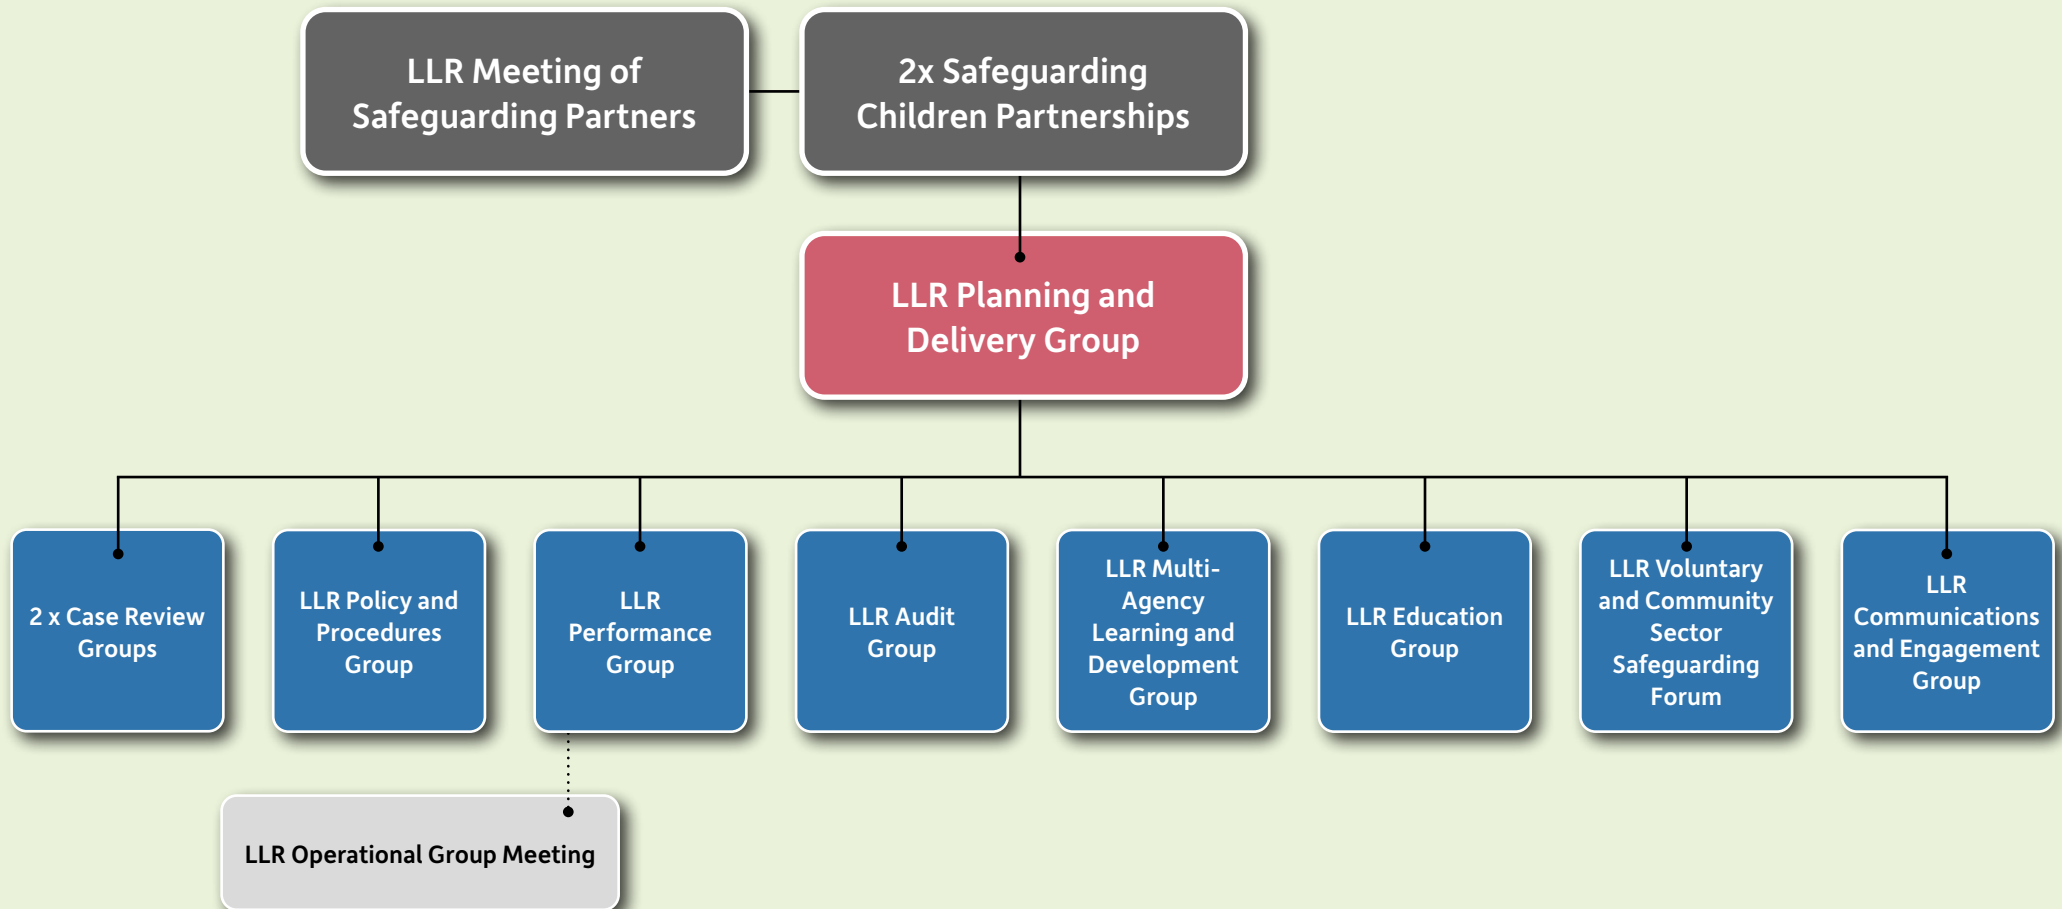 LLR Meeting of
Safeguarding Partners
2x Safeguarding
Children Partnerships
LLR Planning and
Delivery Group
2 x Case Review
Groups
LLR Policy and
Procedures
Group
LLR
Performance
Group
LLR Audit
Group
LLR Multi-
Agency
Learning and
Development
Group
LLR Education
Group
LLR Voluntary
and Community
Sector
Safeguarding
Forum
LLR
Communications
and Engagement
Group
LLR Operational Group Meeting